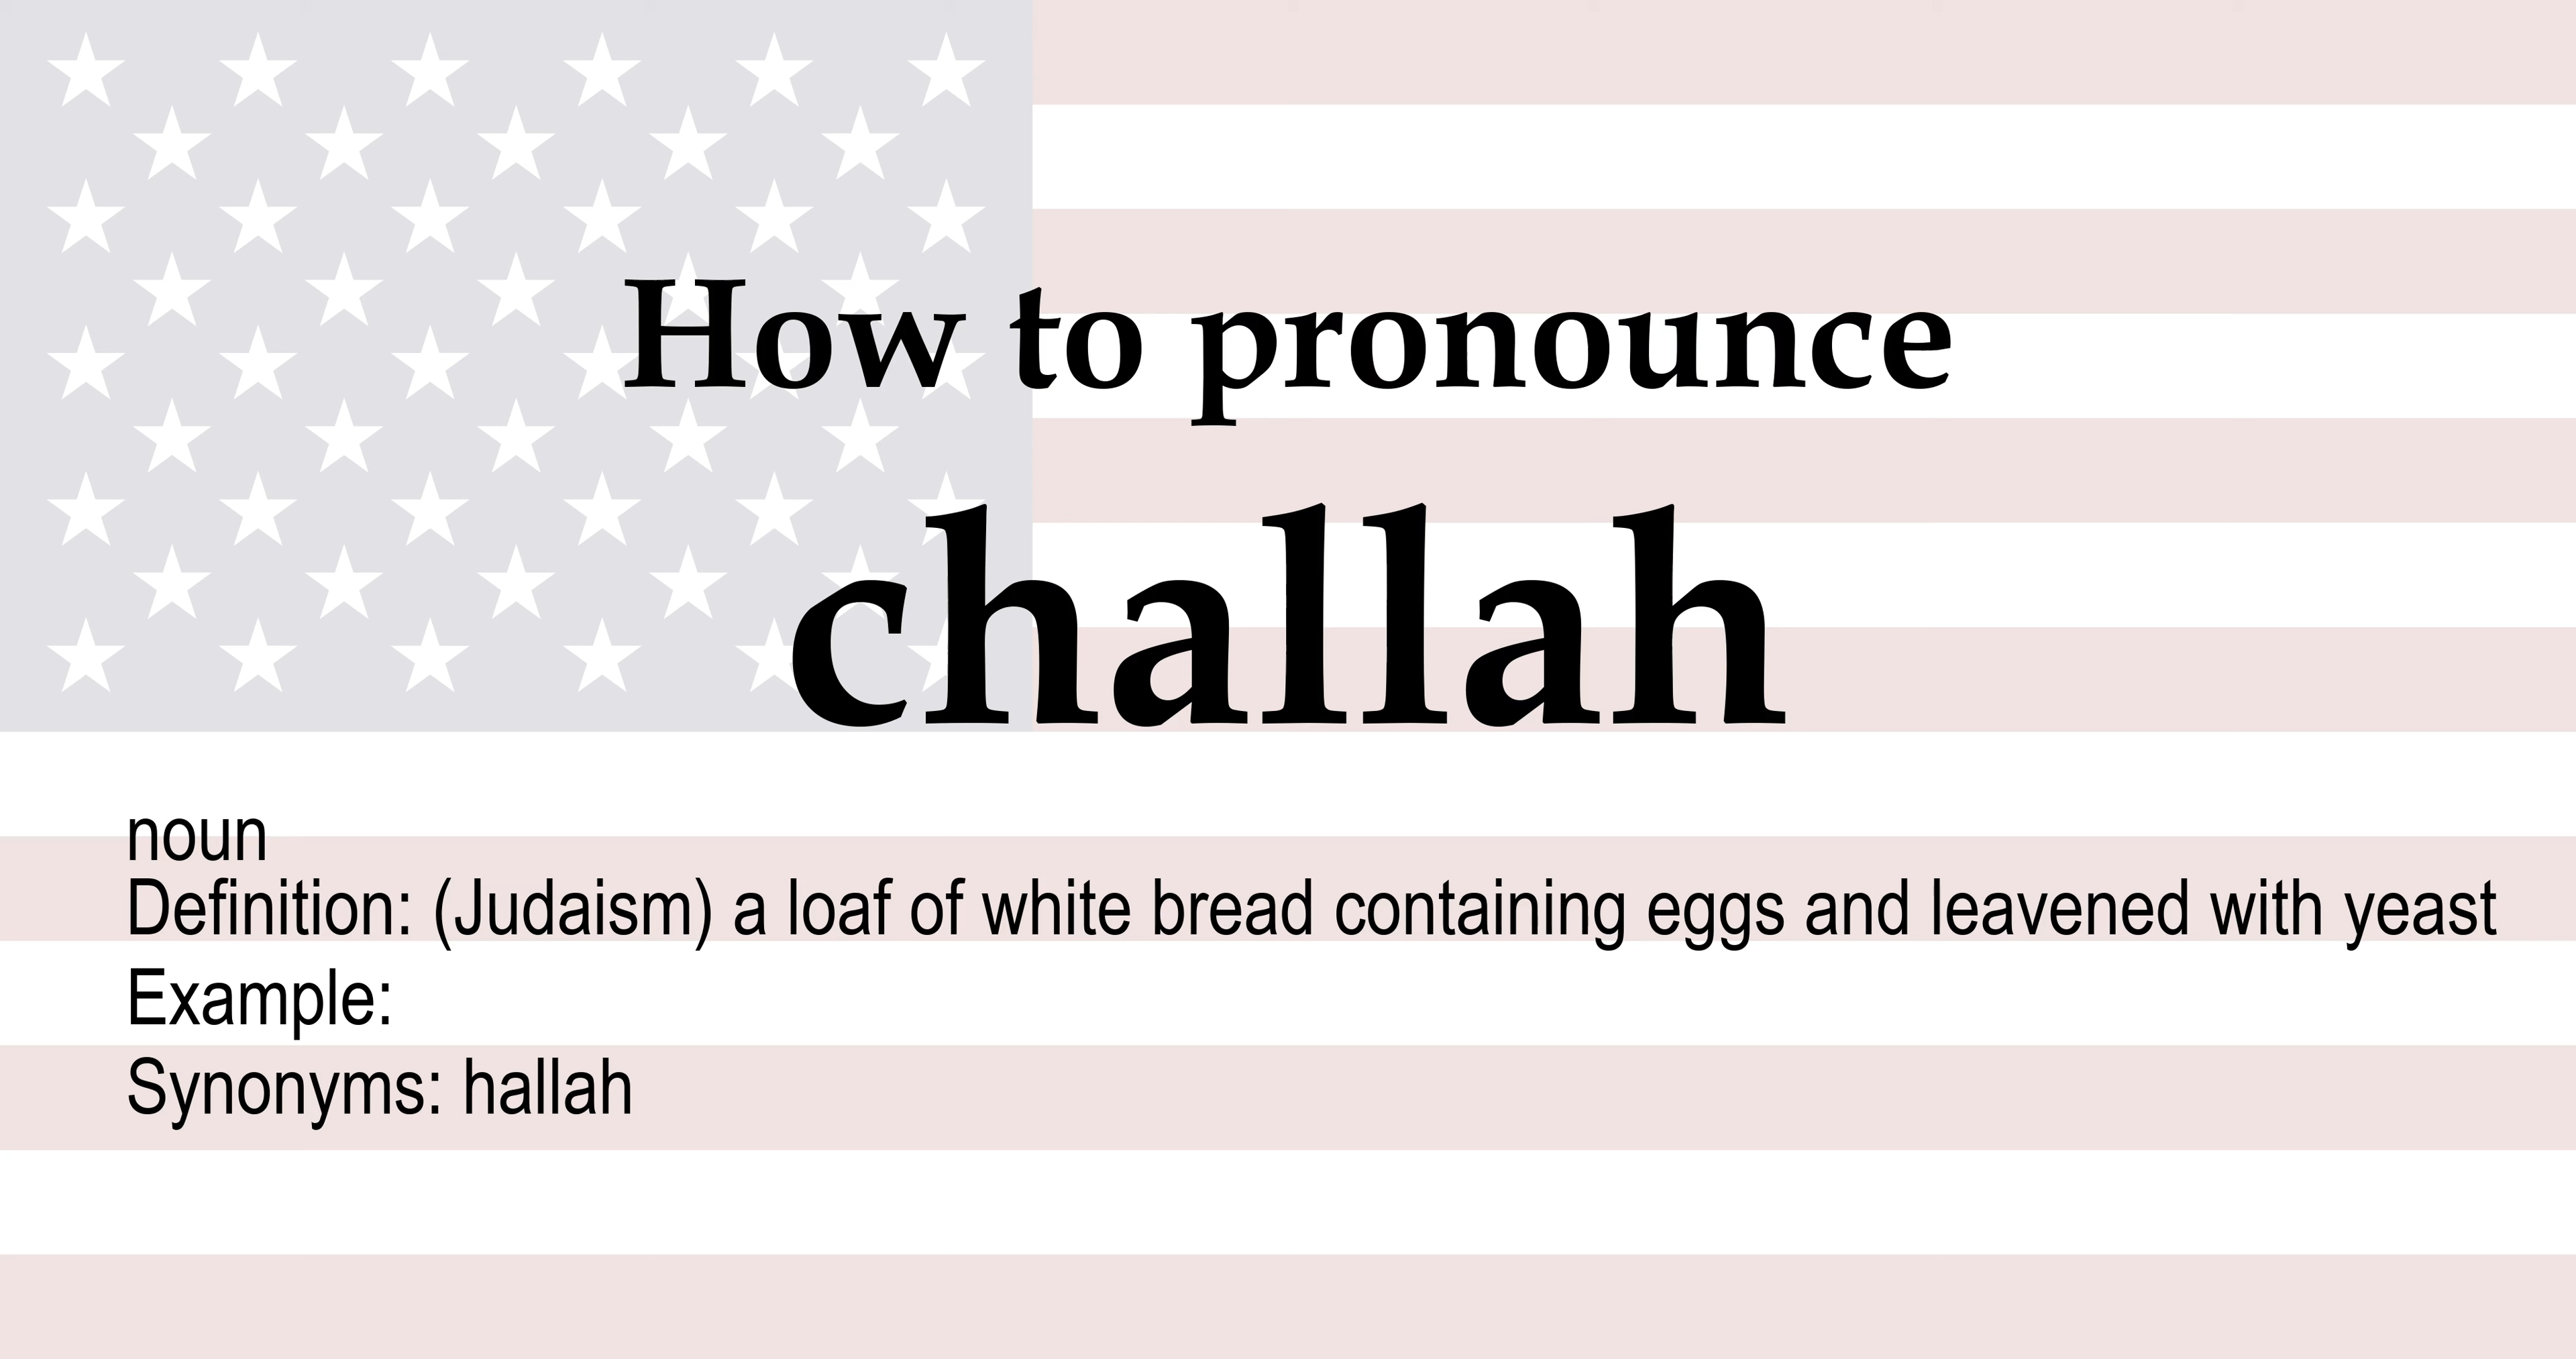 How to pronounce
challah
noun
Definition: (Judaism) a loaf of white bread containing eggs and leavened with yeast
Example:
Synonyms: hallah